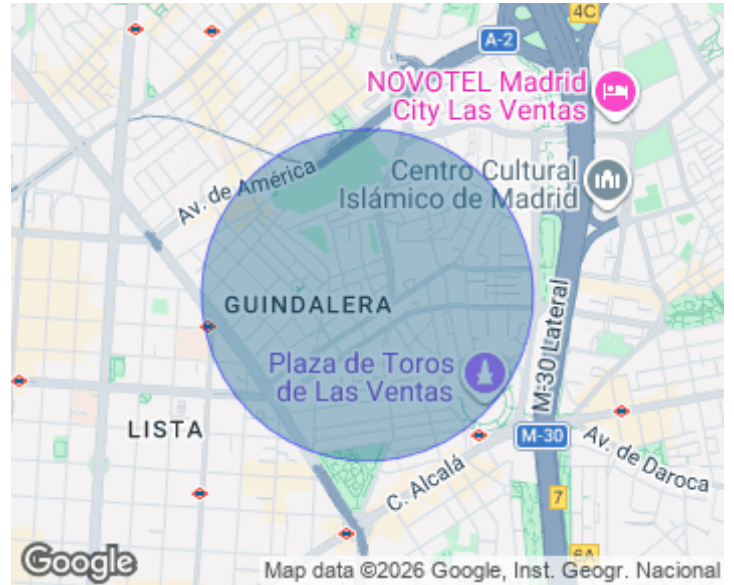 4C
A-2
NOVOTEL Madrid
City Las Ventas
Av. de América
Centro Cultural
Islámico de Madrid
GUINDALERA
M-30 Lateral
Plaza de Toros
de Las Ventas
LISTA
M-30
Av. de Daroca
C. Alcalá
7
6A
Google
Map data ©2026 Google, Inst. Geogr. Nacional